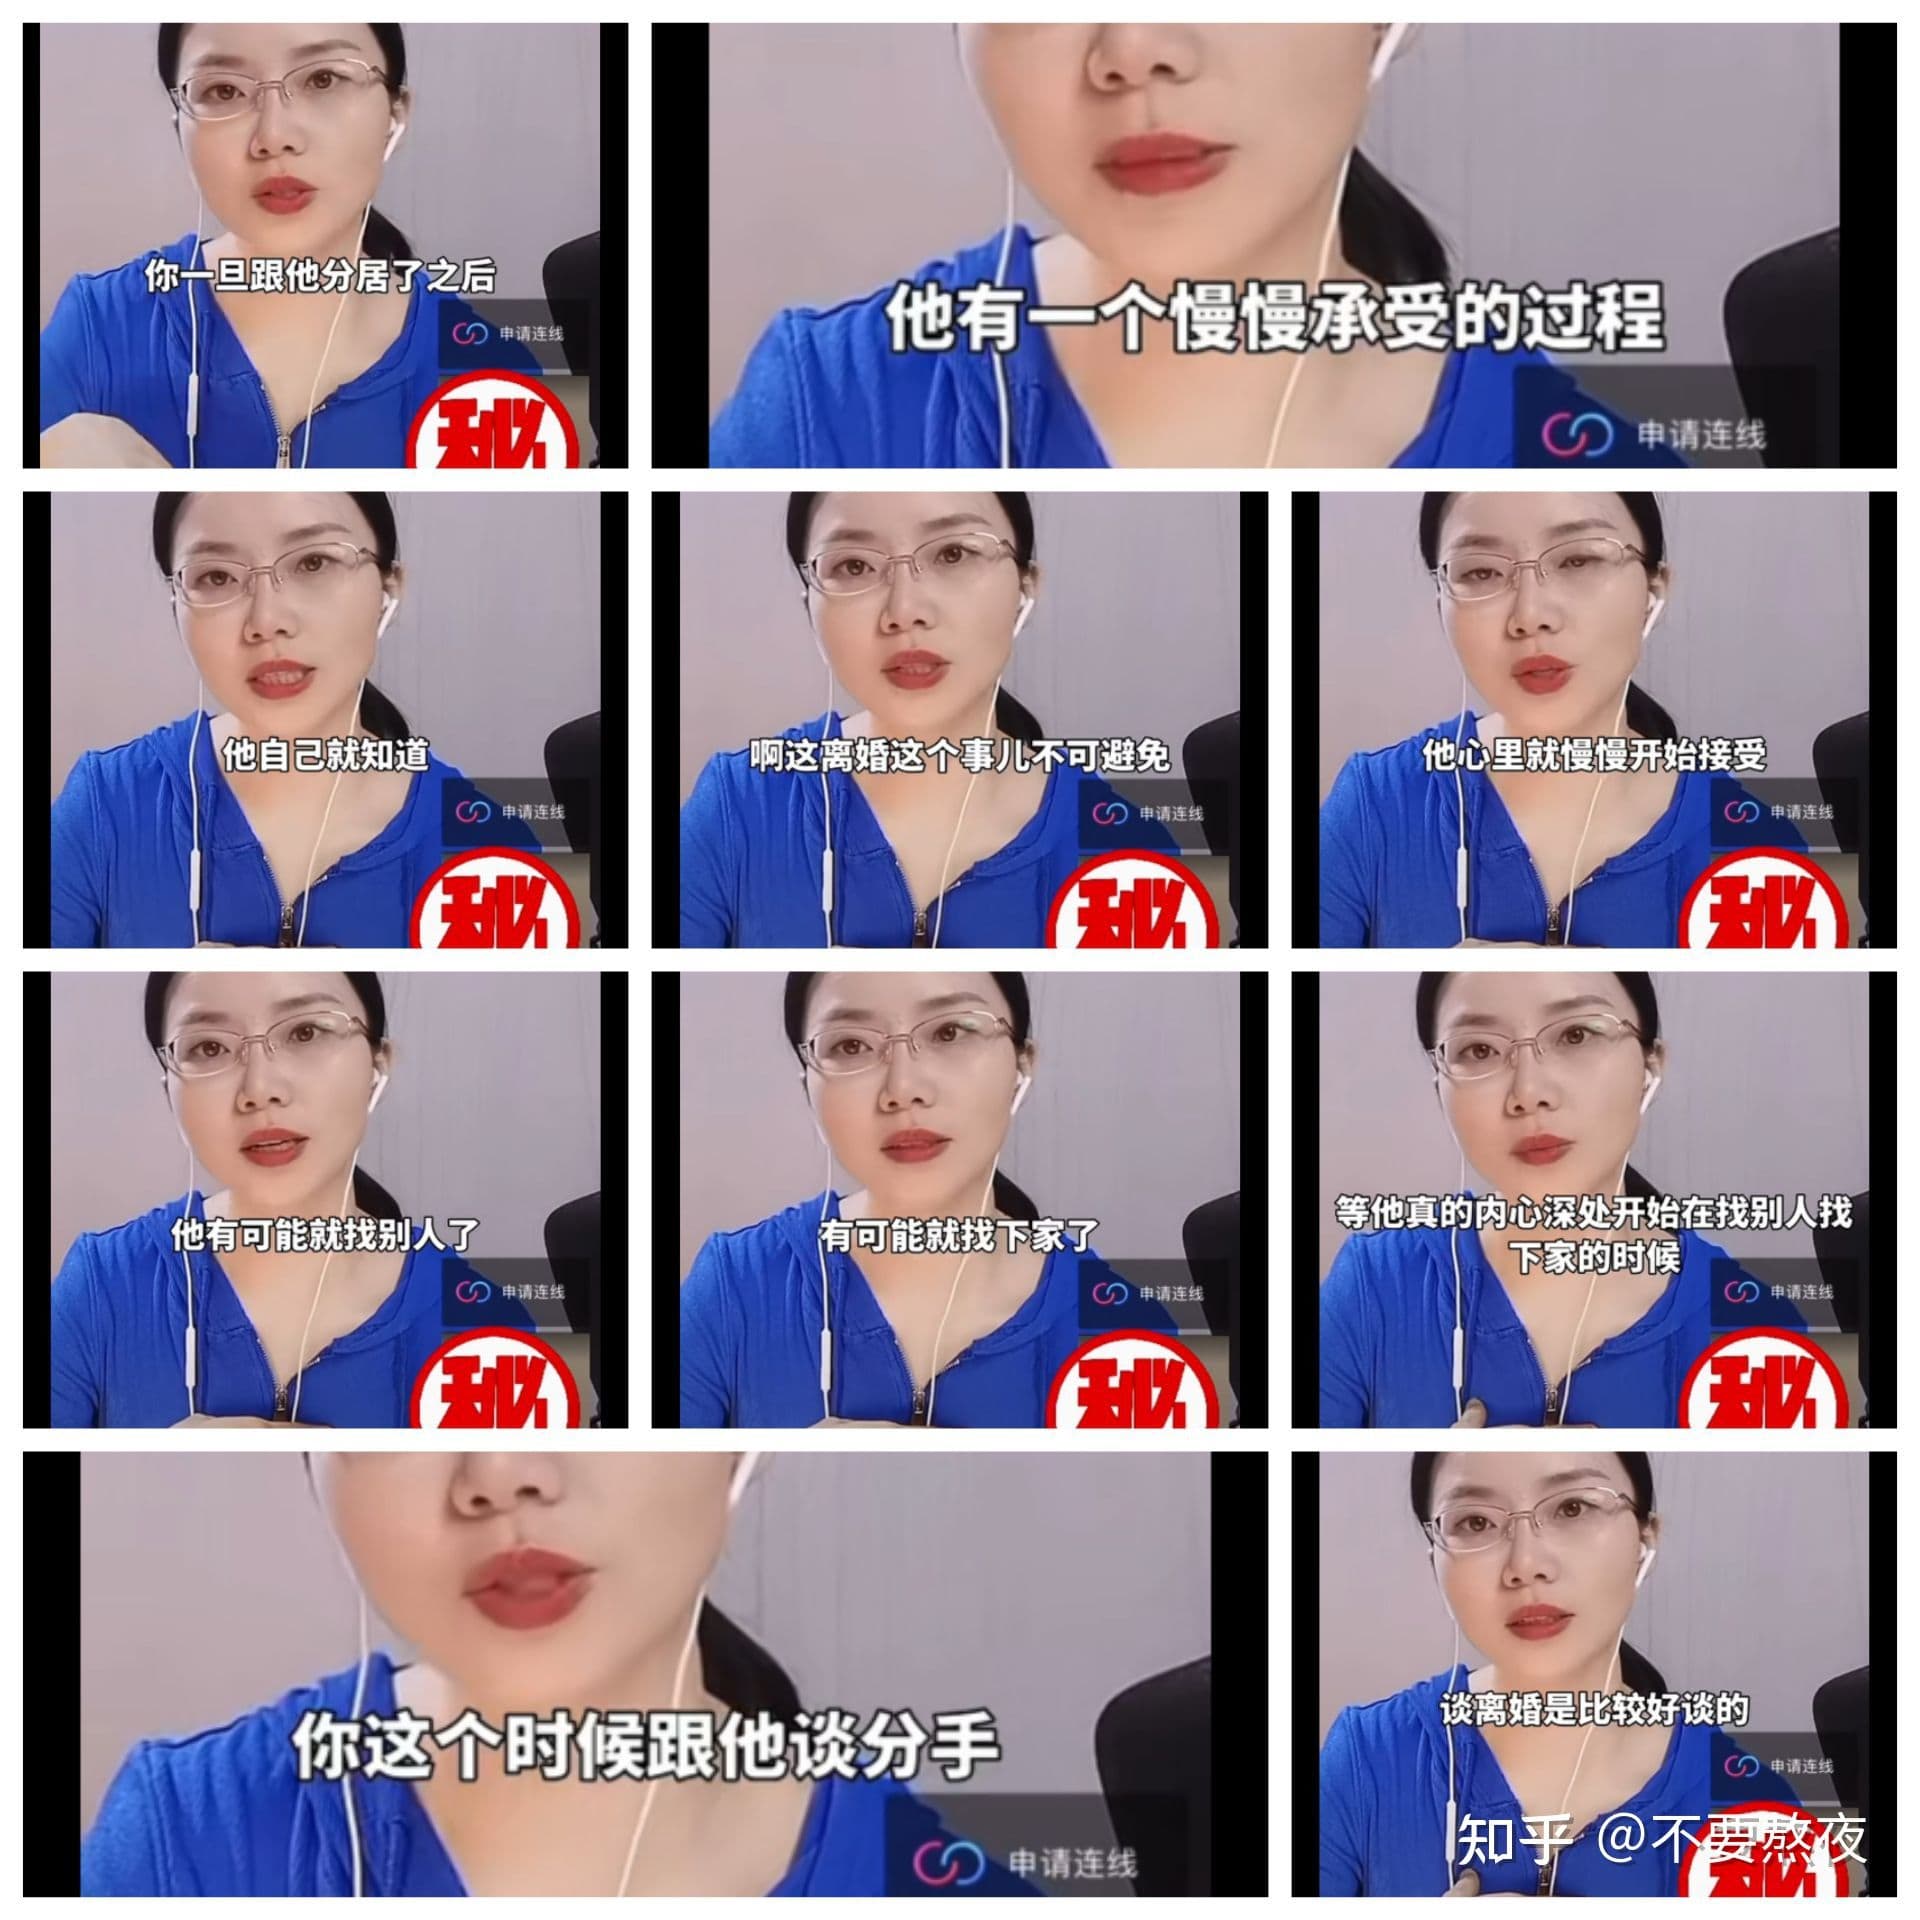 你一旦跟他分居了之后
申请连线
他有一个慢慢承受的过程
申请连线
他自己就知道
申请连线
啊这离婚这个事儿不可避免
申请连线
他心里就慢慢开始接受
申请连线
他有可能就找别人了
申请连线
有可能就找下家了
申请连线
等他真的内心深处开始在找别人找
下家的时候
申请连线
你这个时候跟他谈分手
申请连线
谈离婚是比较好谈的
申请连线
知乎 @不要熬夜